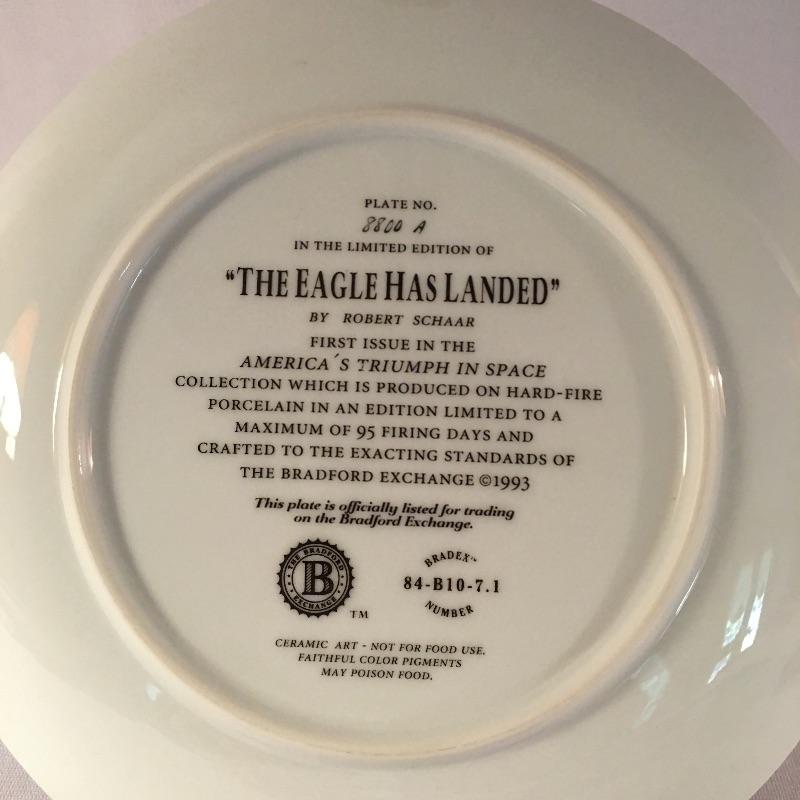 PLATE NO.
8800 A
IN THE LIMITED EDITION OF
"THE EAGLE HAS LANDED"
BY ROBERT SCHAAR
FIRST ISSUE IN THE
AMERICA´S TRIUMPH IN SPACE
COLLECTION WHICH IS PRODUCED ON HARD-FIRE
PORCELAIN IN AN EDITION LIMITED TO A
MAXIMUM OF 95 FIRING DAYS AND
CRAFTED TO THE EXACTING STANDARDS OF
THE BRADFORD EXCHANGE ©1993
This plate is officially listed for trading
on the Bradford Exchange.
THE BRADFORD
B
EXCHANGE
TM
BRADEX™
84-B10-7.1
NUMBER
CERAMIC ART - NOT FOR FOOD USE.
FAITHFUL COLOR PIGMENTS
MAY POISON FOOD.